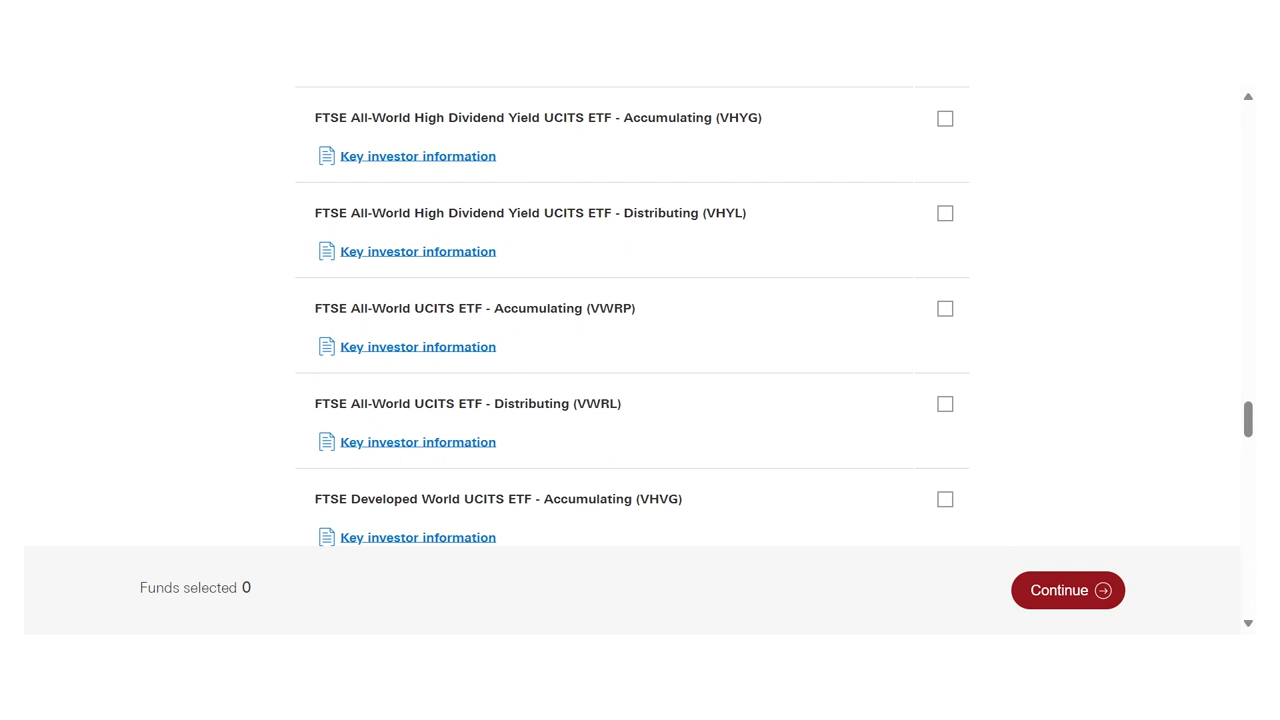 FTSE All-World High Dividend Yield UCITS ETF - Accumulating (VHYG)
Key investor information
FTSE All-World High Dividend Yield UCITS ETF - Distributing (VHYL)
Key investor information
FTSE All-World UCITS ETF - Accumulating (VWRP)
Key investor information
FTSE All-World UCITS ETF - Distributing (VWRL)
Key investor information
FTSE Developed World UCITS ETF - Accumulating (VHVG)
Key investor information
Funds selected 0
Continue